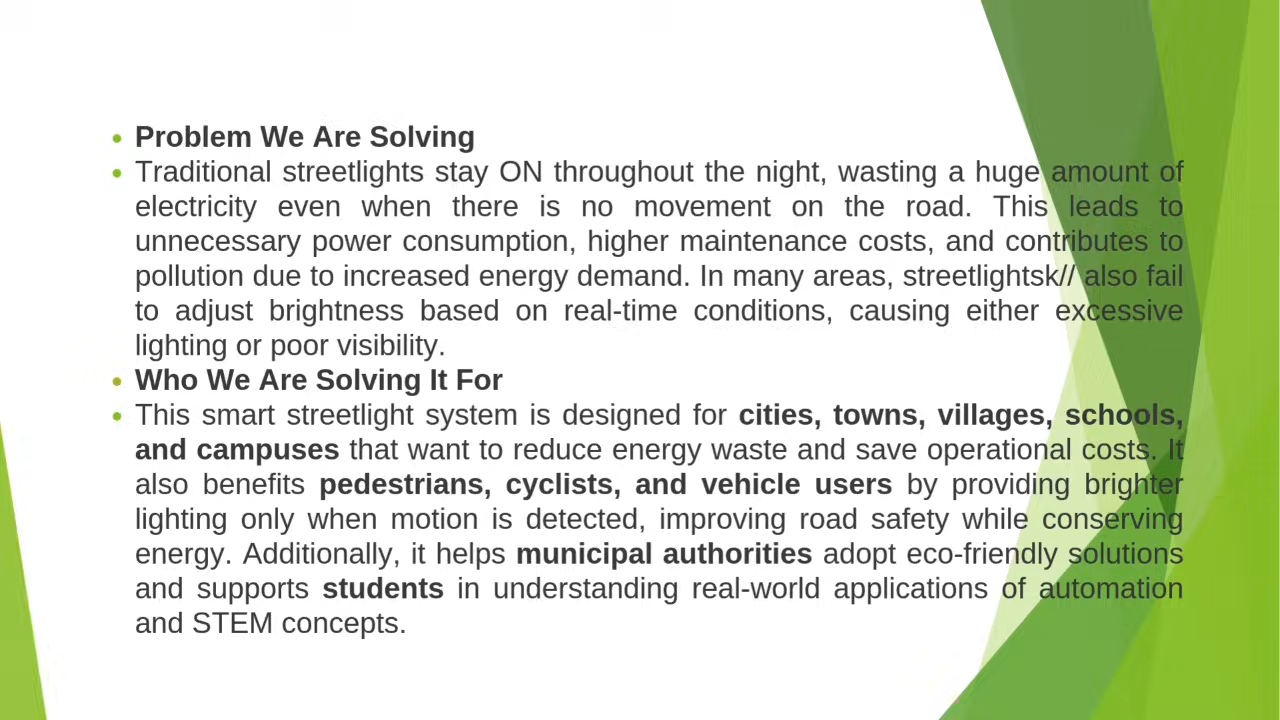 • Problem We Are Solving
• Traditional streetlights stay ON throughout the night, wasting a huge amount of
electricity even when there is no movement on the road. This leads to
unnecessary power consumption, higher maintenance costs, and contributes to
pollution due to increased energy demand. In many areas, streetlightsk// also fail
to adjust brightness based on real-time conditions, causing either excessive
lighting or poor visibility.
• Who We Are Solving It For
• This smart streetlight system is designed for cities, towns, villages, schools,
and campuses that want to reduce energy waste and save operational costs. It
also benefits pedestrians, cyclists, and vehicle users by providing brighter
lighting only when motion is detected, improving road safety while conserving
energy. Additionally, it helps municipal authorities adopt eco-friendly solutions
and supports students in understanding real-world applications of automation
and STEM concepts.